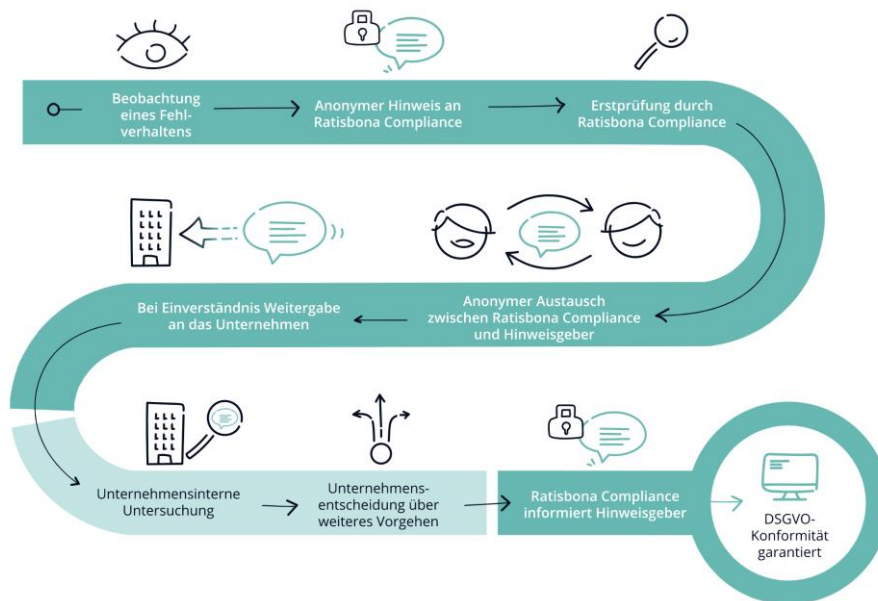 Beobachtung
eines Fehl-
verhaltens
Anonymer Hinweis an
Ratisbona Compliance
Erstprüfung durch
Ratisbona Compliance
Anonymer Austausch
zwischen Ratisbona Compliance
und Hinweisgeber
Bei Einverständnis Weitergabe
an das Unternehmen
Unternehmensinterne
Untersuchung
Unternehmens-
entscheidung über
weiteres Vorgehen
Ratisbona Compliance
informiert Hinweisgeber
DSGVO-
Konformität
garantiert